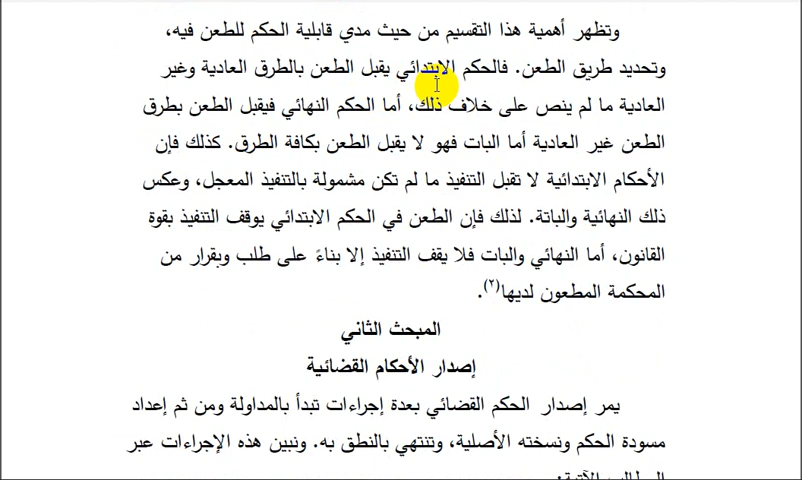 وتظهر أهمية هذا التقسيم من حيث مدي قابلية الحكم للطعن فيه،
وتحديد طريق الطعن. فالحكم الابتدائي يقبل الطعن بالطرق العادية وغير
العادية ما لم ينص على خلاف ذلك، أما الحكم النهائي فيقبل الطعن بطرق
الطعن غير العادية أما البات فهو لا يقبل الطعن بكافة الطرق. كذلك فإن
الأحكام الابتدائية لا تقبل التنفيذ ما لم تكن مشمولة بالتنفيذ المعجل، وعكس
ذلك النهائية والباتة. لذلك فإن الطعن في الحكم الابتدائي يوقف التنفيذ بقوة
القانون، أما النهائي والبات فلا يقف التنفيذ إلا بناءً على طلب وبقرار من
المحكمة المطعون لديها(٢).
المبحث الثاني
إصدار الأحكام القضائية
يمر إصدار الحكم القضائي بعدة إجراءات تبدأ بالمداولة ومن ثم إعداد
مسودة الحكم ونسخته الأصلية، وتنتهي بالنطق به. ونبين هذه الإجراءات عبر